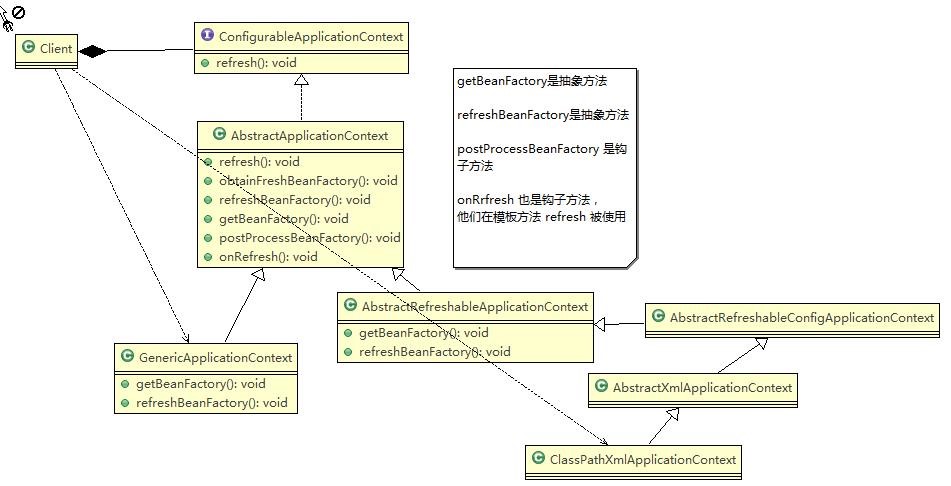 Client
ConfigurableApplicationContext
refresh(): void
AbstractApplicationContext
refresh(): void
obtainFreshBeanFactory(): void
refreshBeanFactory(): void
getBeanFactory(): void
postProcessBeanFactory(): void
onRefresh(): void
getBeanFactory是抽象方法
refreshBeanFactory是抽象方法
postProcessBeanFactory 是钩
子方法
onRrfresh 也是钩子方法，
他们在模板方法 refresh 被使用
AbstractRefreshableApplicationContext
getBeanFactory(): void
refreshBeanFactory(): void
AbstractRefreshableConfigApplicationContext
GenericApplicationContext
getBeanFactory(): void
refreshBeanFactory(): void
AbstractXmlApplicationContext
ClassPathXmlApplicationContext